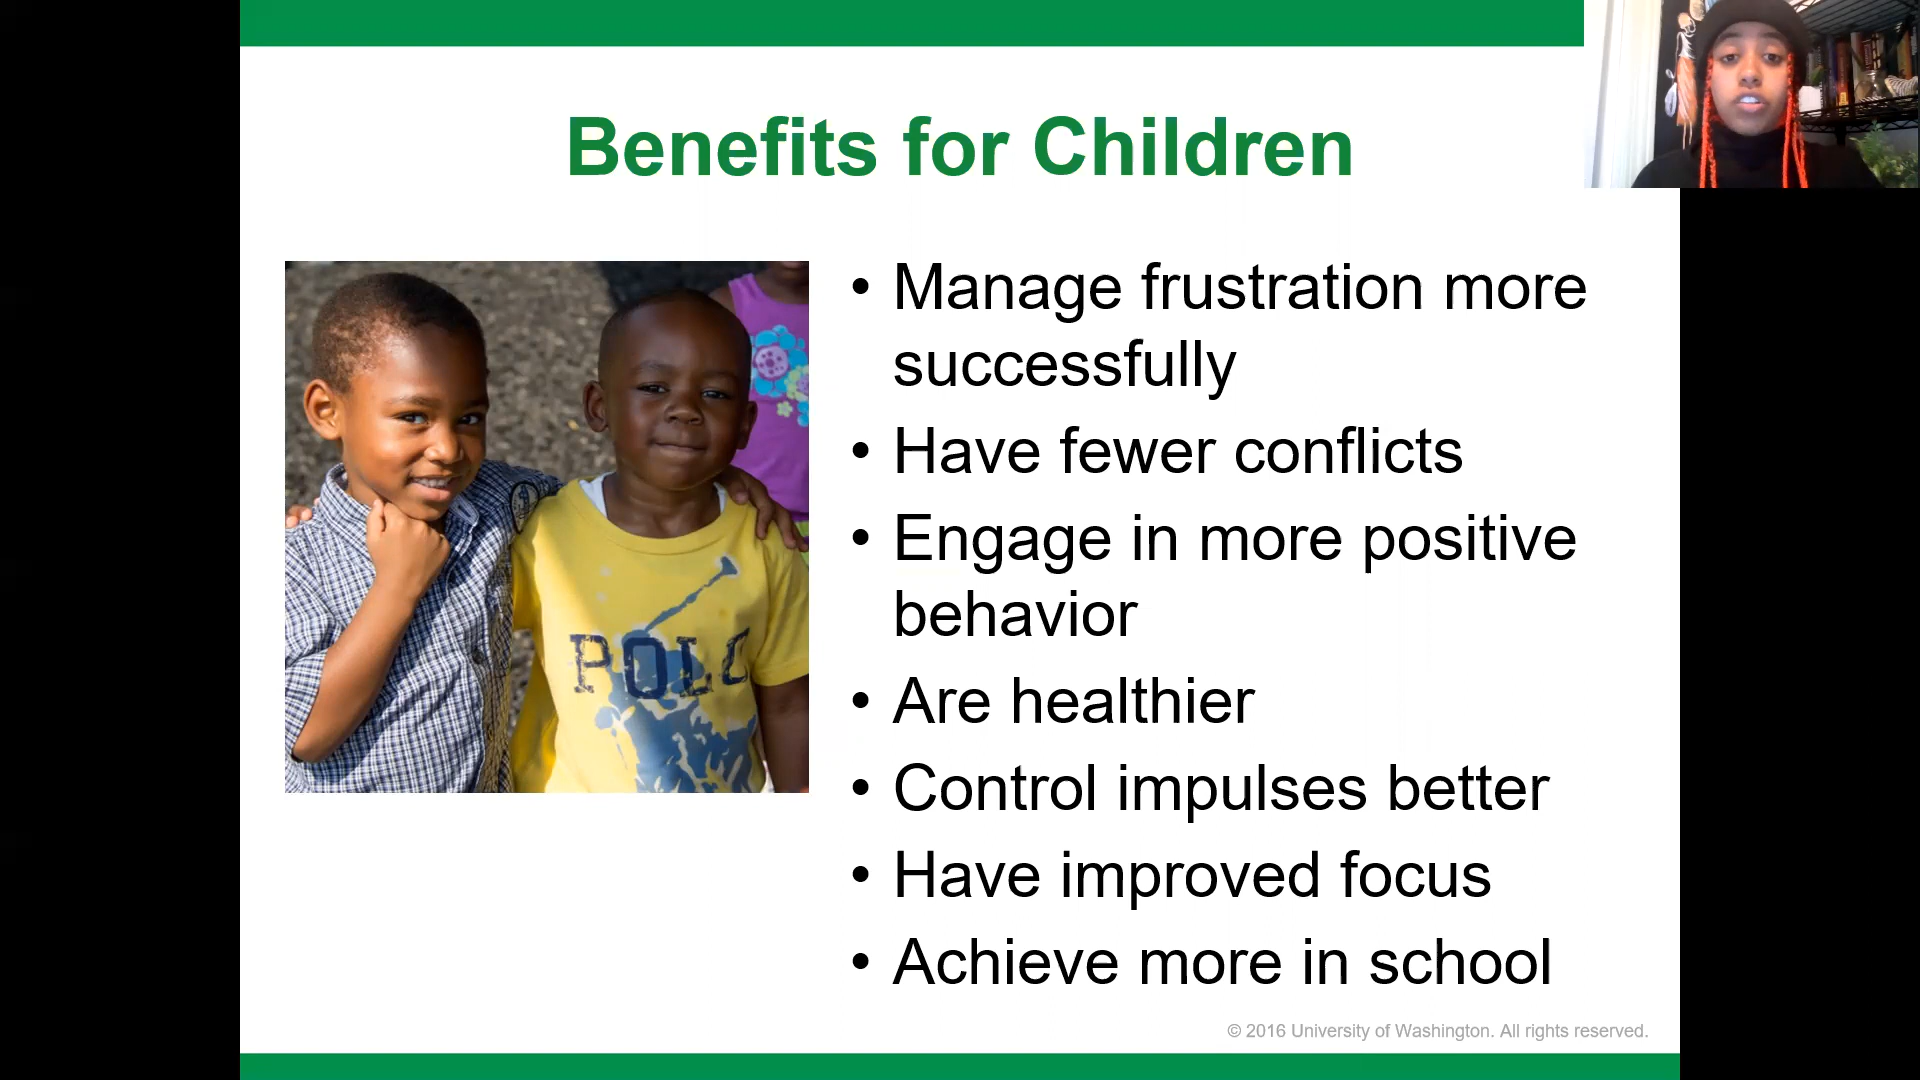 Benefits for Children
• Manage frustration more
successfully
• Have fewer conflicts
• Engage in more positive
behavior
• Are healthier
• Control impulses better
• Have improved focus
• Achieve more in school
POLO
© 2016 University of Washington. All rights reserved.